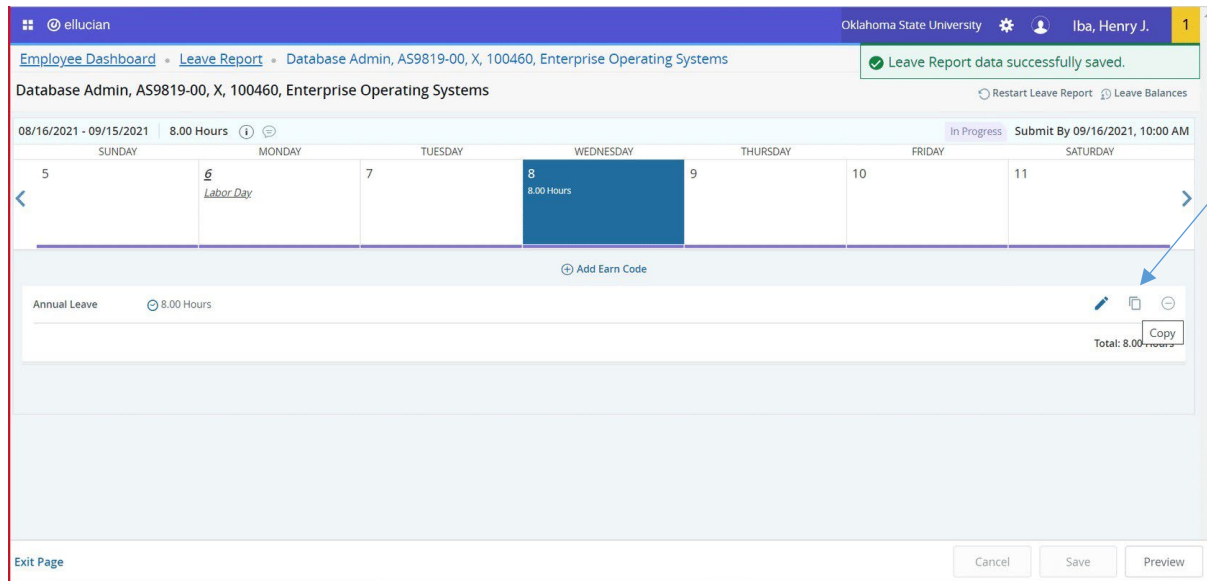 ellucian Oklahoma State University Iba, Henry J. 1
Employee Dashboard • Leave Report • Database Admin, AS9819-00, X, 100460, Enterprise Operating Systems
Leave Report data successfully saved.
Database Admin, AS9819-00, X, 100460, Enterprise Operating Systems
Restart Leave Report Leave Balances
08/16/2021 - 09/15/2021 8.00 Hours In Progress Submit By 09/16/2021, 10:00 AM
SUNDAY MONDAY TUESDAY WEDNESDAY THURSDAY FRIDAY SATURDAY
5 6 7 8 9 10 11
Labor Day 8.00 Hours
Add Earn Code
Annual Leave 8.00 Hours
Copy
Total: 8.00 Hours
Exit Page Cancel Save Preview